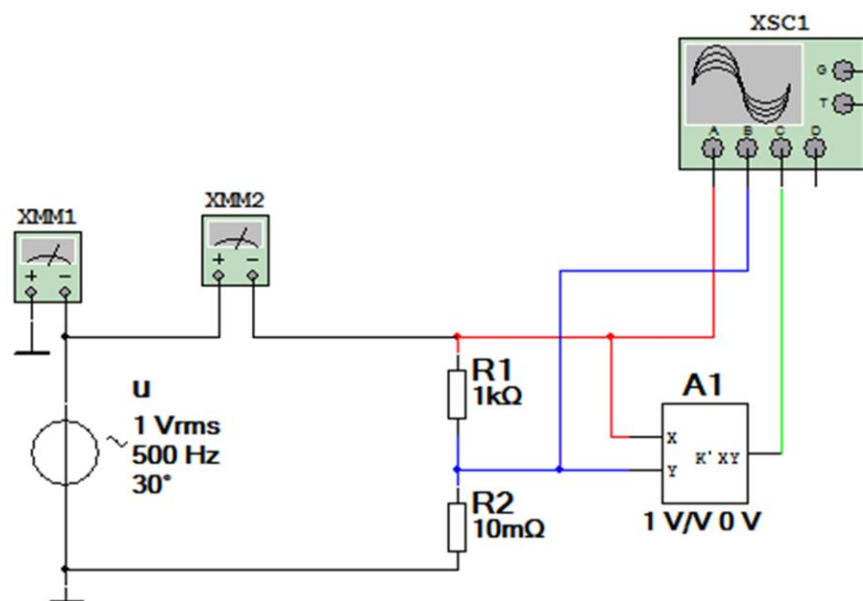 XSC1
G
T
A B C D
XMM1
XMM2
+ −
+ −
u
1 Vrms
500 Hz
30°
R1
1kΩ
R2
10mΩ
A1
X
Y
K' XY
1 V/V 0 V